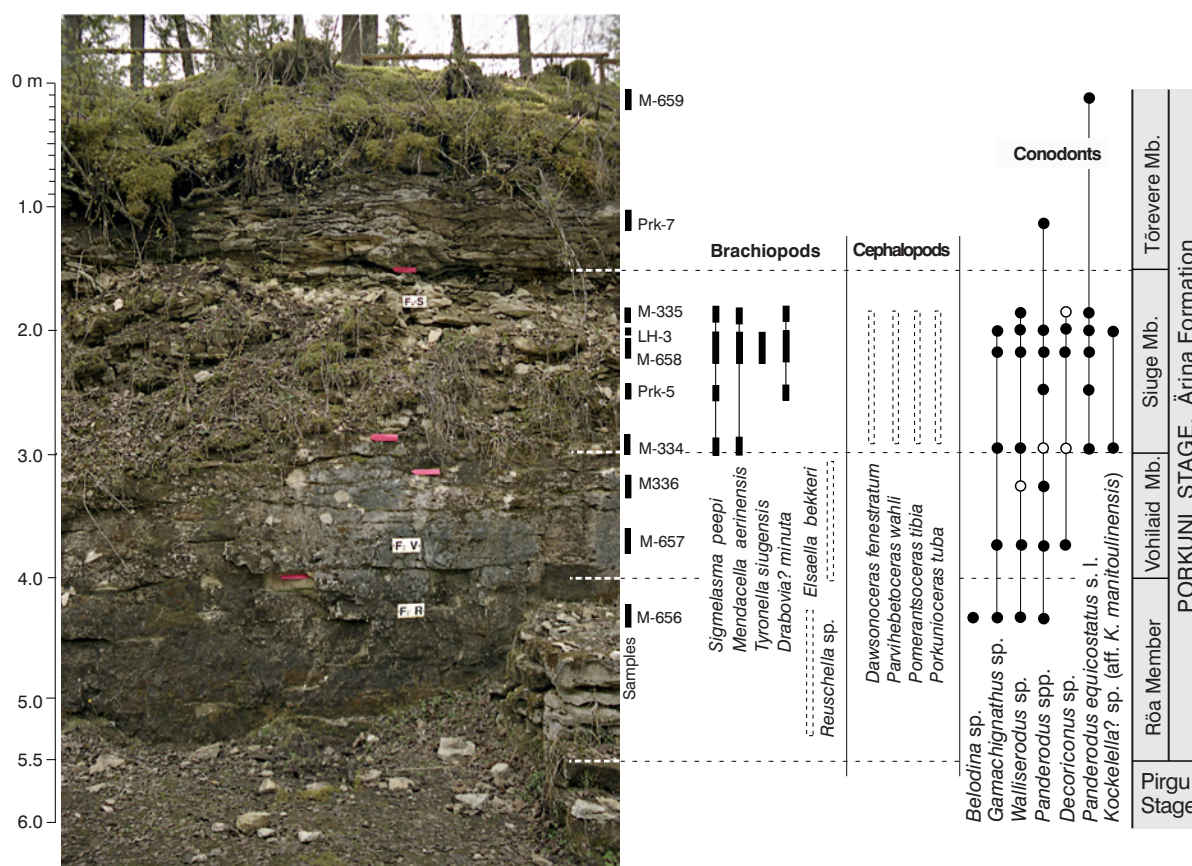 0 m
1.0
2.0
3.0
4.0
5.0
5.5
6.0
F: S
F: V
F: R
M-659
Prk-7
M-335
LH-3
M-658
Prk-5
M-334
M336
M-657
M-656
Samples
Brachiopods
Sigmelasma peepi
Mendacella aerinensis
Tyronella siugensis
Drabovia? minuta
Reuschella sp.
Eisaella bekkeri
Cephalopods
Dawsonoceras fenestratum
Parvihebetoceras wahli
Pomerantsoceras tibia
Porkunioceras tuba
Conodonts
Belodina sp.
Gamachignathus sp.
Walliserodus sp.
Panderodus spp.
Decoriconus sp.
Panderodus equicostatus s. l.
Kockelella? sp. (aff. K. manitoulinensis)
Tõrevere Mb.
Siuge Mb.
Vohilaid Mb.
Röa Member
PORKUNI STAGE, Ärina Formation
Pirgu
Stage